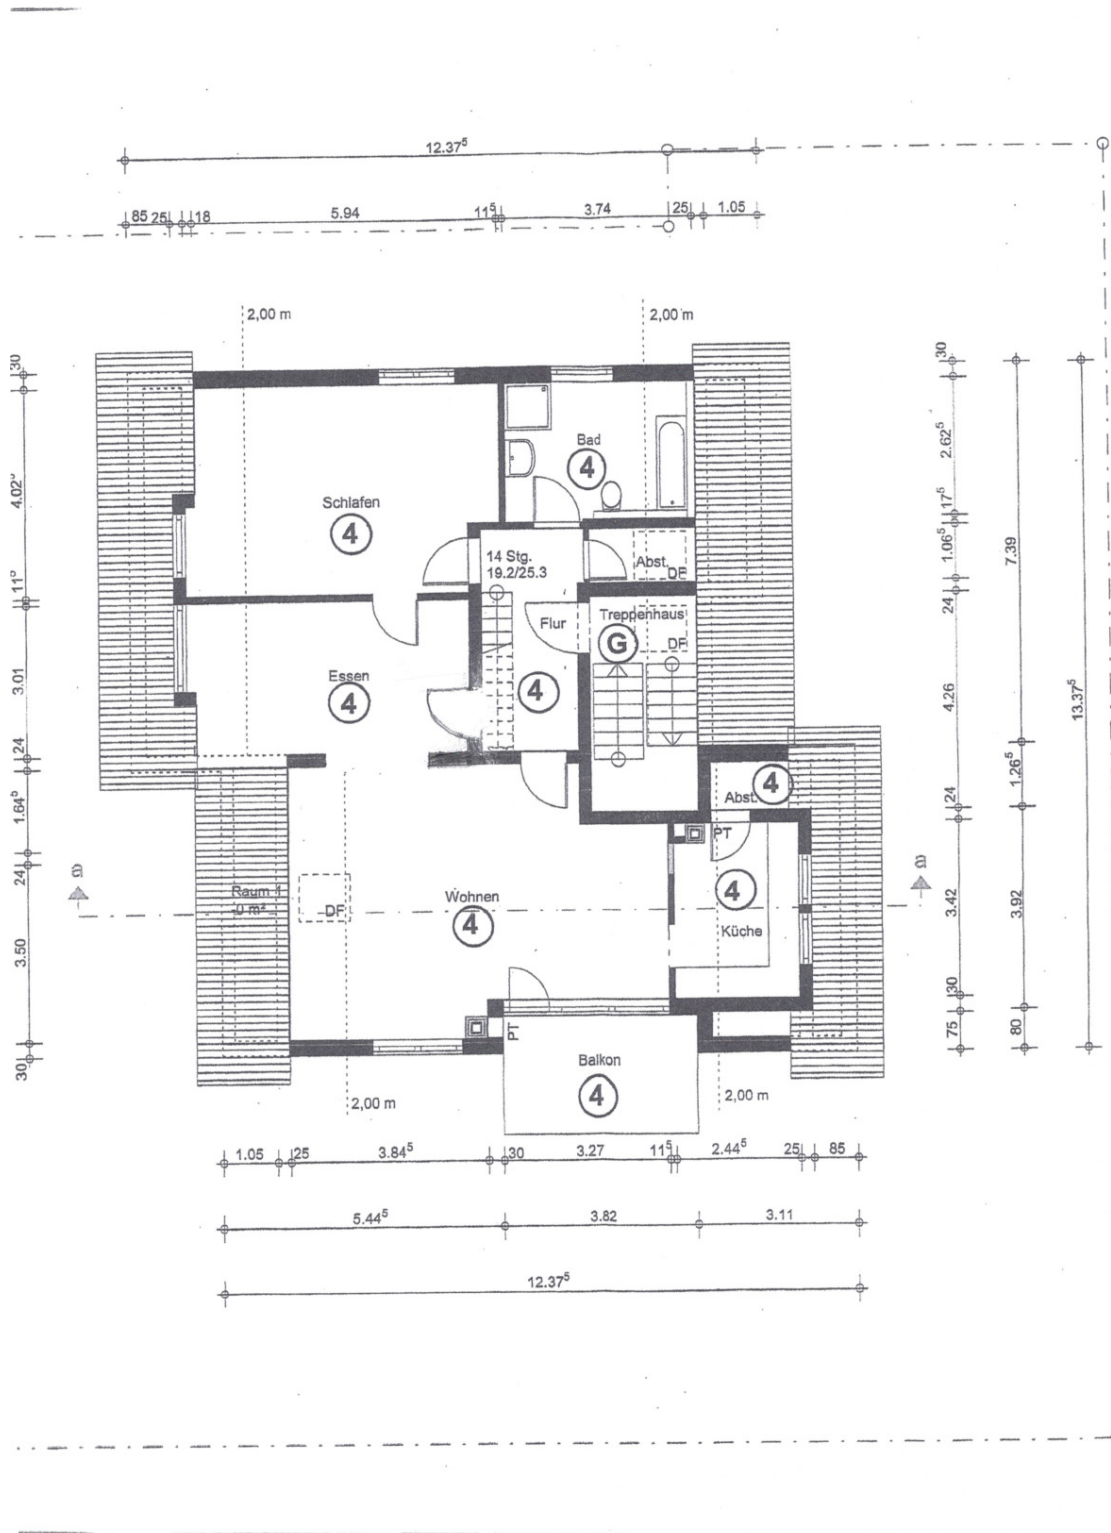 12.37⁵
85 25 18 5.94 11⁵ 3.74 25 1.05
2,00 m 2,00 m
30
4.02⁵
11⁵
3.01
24
1.64⁵
24
3.50
30
30
2.62⁵
17⁵
1.06⁵
24
4.26
24
3.42
30
75
7.39
1.26⁵
3.92
80
13.37⁵
Bad
4
Schlafen
4
14 Stg.
19.2/25.3
Abst.
DF
Flur
4
Treppenhaus
G
DF
Essen
4
Abst.
4
PT
Raum 1
0 m²
DF
Wohnen
4
4
Küche
B
B
PT
Balkon
4
2,00 m 2,00 m
1.05 25 3.84⁵ 30 3.27 11⁵ 2.44⁵ 25 85
5.44⁵ 3.82 3.11
12.37⁵